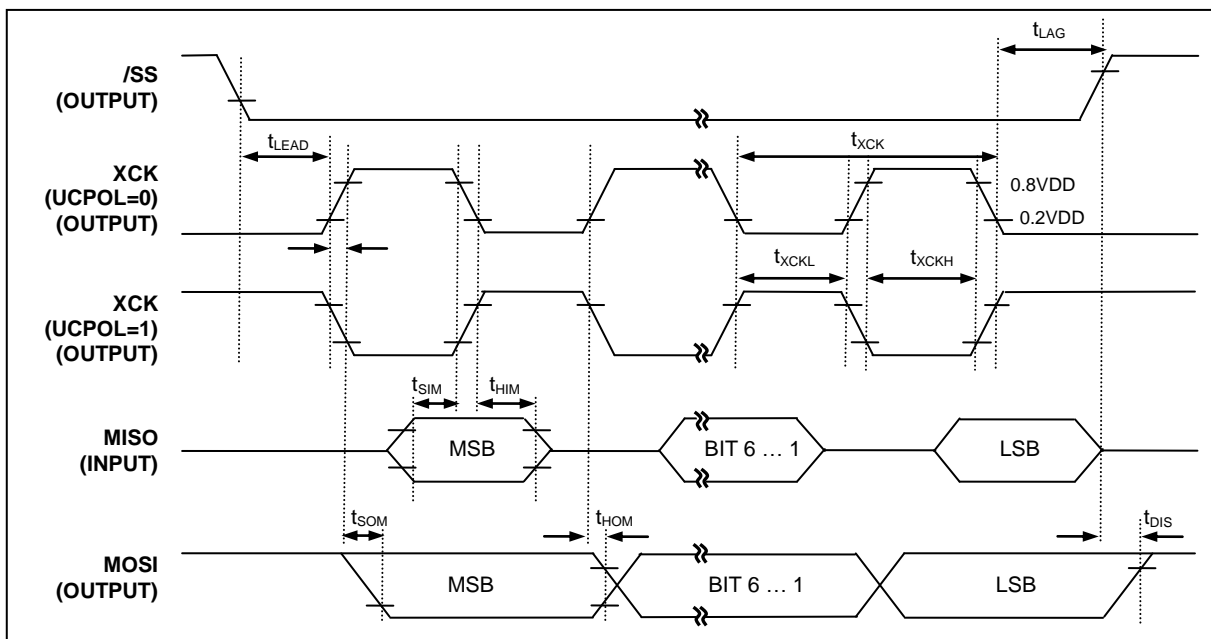 tLAG
/SS
(OUTPUT)
tLEAD
tXCK
XCK
(UCPOL=0)
(OUTPUT)
0.8VDD
0.2VDD
tXCKL
tXCKH
XCK
(UCPOL=1)
(OUTPUT)
tSIM
tHIM
MISO
(INPUT)
MSB
BIT 6 … 1
LSB
tSOM
tHOM
tDIS
MOSI
(OUTPUT)
MSB
BIT 6 … 1
LSB